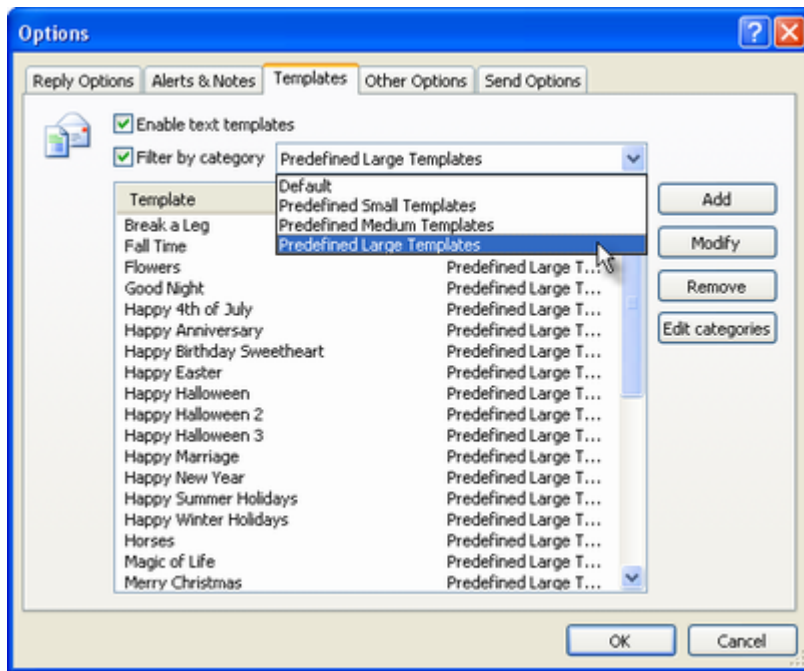 Options
Reply Options Alerts & Notes Templates Other Options Send Options
Enable text templates
Filter by category Predefined Large Templates
Default
Predefined Small Templates
Predefined Medium Templates
Predefined Large Templates
Template
Break a Leg
Fall Time
Flowers Predefined Large T...
Good Night Predefined Large T...
Happy 4th of July Predefined Large T...
Happy Anniversary Predefined Large T...
Happy Birthday Sweetheart Predefined Large T...
Happy Easter Predefined Large T...
Happy Halloween Predefined Large T...
Happy Halloween 2 Predefined Large T...
Happy Halloween 3 Predefined Large T...
Happy Marriage Predefined Large T...
Happy New Year Predefined Large T...
Happy Summer Holidays Predefined Large T...
Happy Winter Holidays Predefined Large T...
Horses Predefined Large T...
Magic of Life Predefined Large T...
Merry Christmas Predefined Large T...
Add
Modify
Remove
Edit categories
OK Cancel